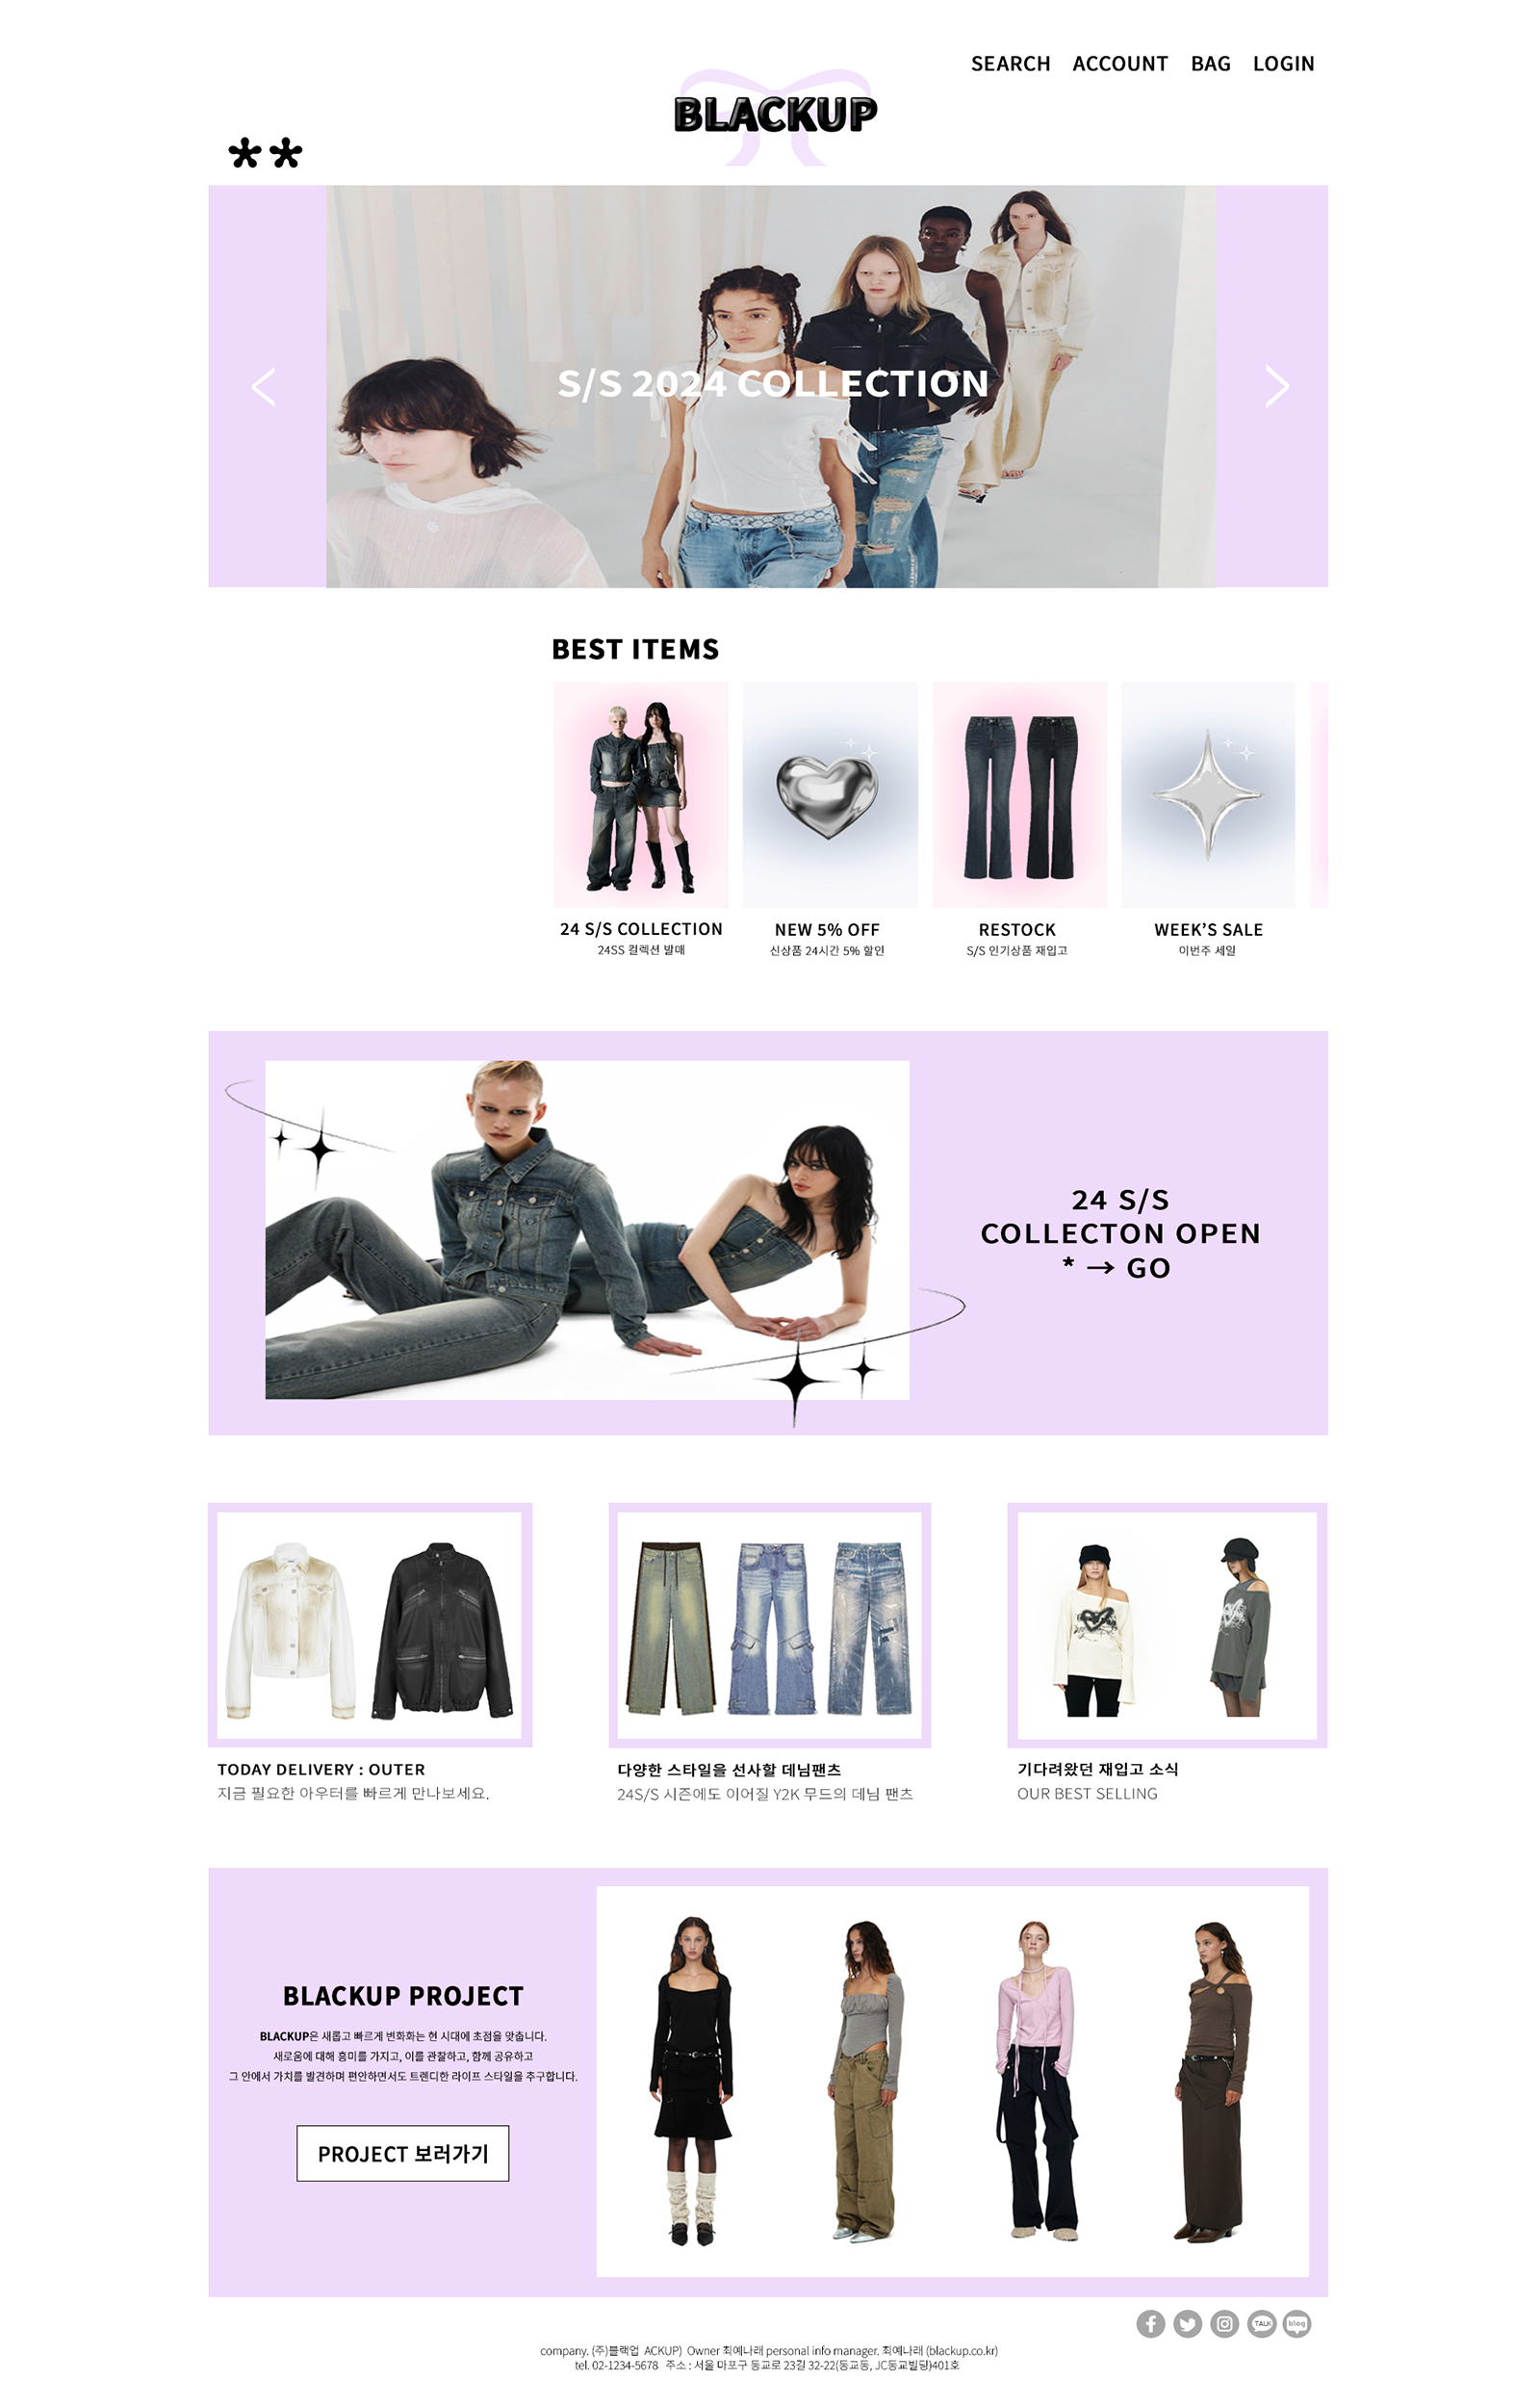 SEARCH ACCOUNT BAG LOGIN
BLACKUP
**
S/S 2024 COLLECTION
BEST ITEMS
24 S/S COLLECTION
24SS 컬렉션 발매
NEW 5% OFF
신상품 24시간 5% 할인
RESTOCK
S/S 인기상품 재입고
WEEK’S SALE
이번주 세일
24 S/S
COLLECTON OPEN
* → GO
TODAY DELIVERY : OUTER
지금 필요한 아우터를 빠르게 만나보세요.
다양한 스타일을 선사할 데님팬츠
24S/S 시즌에도 이어질 Y2K 무드의 데님 팬츠
기다려왔던 재입고 소식
OUR BEST SELLING
BLACKUP PROJECT
BLACKUP은 새롭고 빠르게 변화화는 현 시대에 초점을 맞춥니다.
새로움에 대해 흥미를 가지고, 이를 관찰하고, 함께 공유하고
그 안에서 가치를 발견하며 편안하면서도 트렌디한 라이프 스타일을 추구합니다.
PROJECT 보러가기
TALK
blog
company. (주)블랙업 ACKUP) Owner 최예나래 personal info manager. 최예나래 (blackup.co.kr)
tel. 02-1234-5678 주소 : 서울 마포구 동교로 23길 32-22(동교동, JC동교빌딩)401호